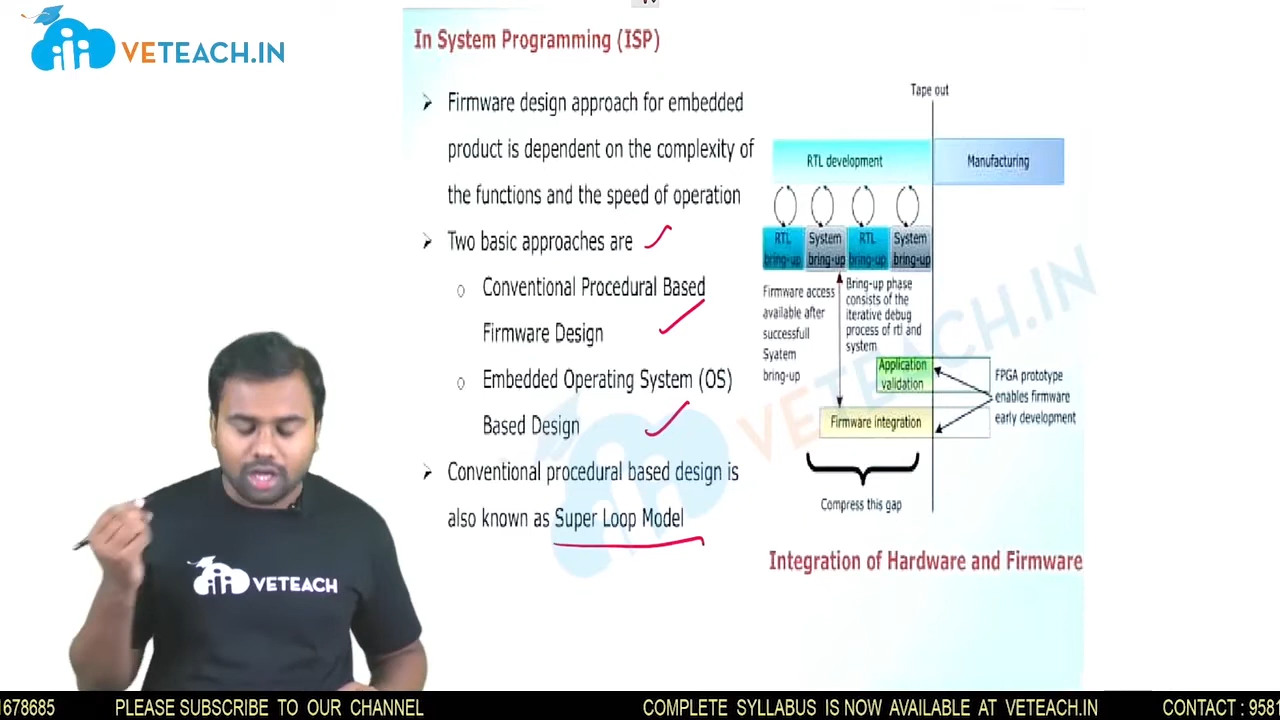 VETEACH.IN
In System Programming (ISP)
➢ Firmware design approach for embedded
product is dependent on the complexity of
the functions and the speed of operation
➢ Two basic approaches are
o Conventional Procedural Based
Firmware Design
o Embedded Operating System (OS)
Based Design
➢ Conventional procedural based design is
also known as Super Loop Model
Tape out
RTL development
Manufacturing
RTL
bring-up
System
bring-up
RTL
bring-up
System
bring-up
Firmware access
available after
successfull
Syatem
bring-up
Bring-up phase
consists of the
iterative debug
process of rtl and
system
Application
validation
FPGA prototype
enables firmware
early development
Firmware integration
Compress this gap
Integration of Hardware and Firmware
VETEACH.IN
VETEACH
1678685 PLEASE SUBSCRIBE TO OUR CHANNEL COMPLETE SYLLABUS IS NOW AVAILABLE AT VETEACH.IN CONTACT : 9581